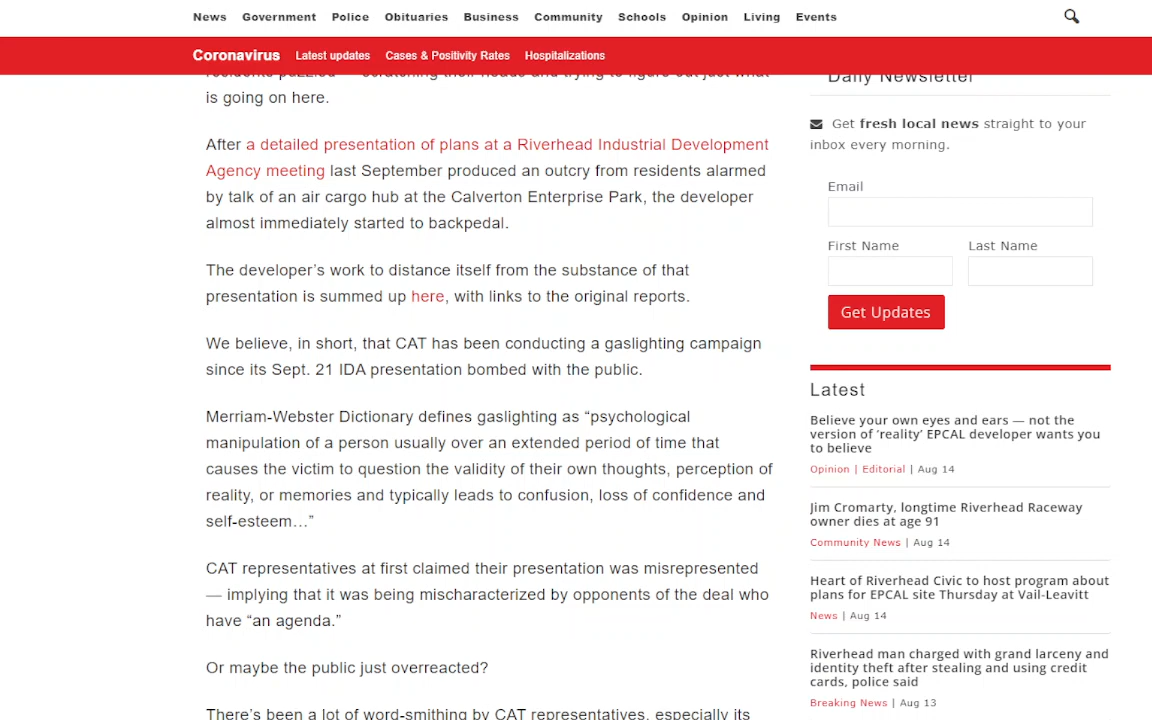 News Government Police Obituaries Business Community Schools Opinion Living Events
Coronavirus Latest updates Cases & Positivity Rates Hospitalizations
residents puzzled — scratching their heads and trying to figure out just what
is going on here.
After a detailed presentation of plans at a Riverhead Industrial Development
Agency meeting last September produced an outcry from residents alarmed
by talk of an air cargo hub at the Calverton Enterprise Park, the developer
almost immediately started to backpedal.
The developer’s work to distance itself from the substance of that
presentation is summed up here, with links to the original reports.
We believe, in short, that CAT has been conducting a gaslighting campaign
since its Sept. 21 IDA presentation bombed with the public.
Merriam-Webster Dictionary defines gaslighting as “psychological
manipulation of a person usually over an extended period of time that
causes the victim to question the validity of their own thoughts, perception of
reality, or memories and typically leads to confusion, loss of confidence and
self-esteem…”
CAT representatives at first claimed their presentation was misrepresented
— implying that it was being mischaracterized by opponents of the deal who
have “an agenda.”
Or maybe the public just overreacted?
There’s been a lot of word-smithing by CAT representatives, especially its
Daily Newsletter
Get fresh local news straight to your
inbox every morning.
Email
First Name Last Name
Get Updates
Latest
Believe your own eyes and ears — not the
version of ‘reality’ EPCAL developer wants you
to believe
Opinion | Editorial | Aug 14
Jim Cromarty, longtime Riverhead Raceway
owner dies at age 91
Community News | Aug 14
Heart of Riverhead Civic to host program about
plans for EPCAL site Thursday at Vail-Leavitt
News | Aug 14
Riverhead man charged with grand larceny and
identity theft after stealing and using credit
cards, police said
Breaking News | Aug 13